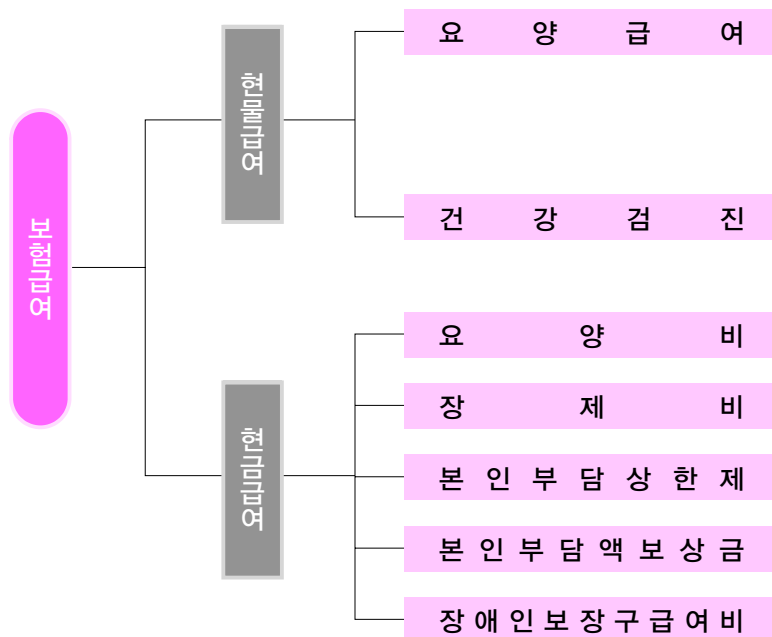 보험급여
현물급여
요양급여
건강검진
현금급여
요양비
장제비
본인부담상한제
본인부담액보상금
장애인보장구급여비